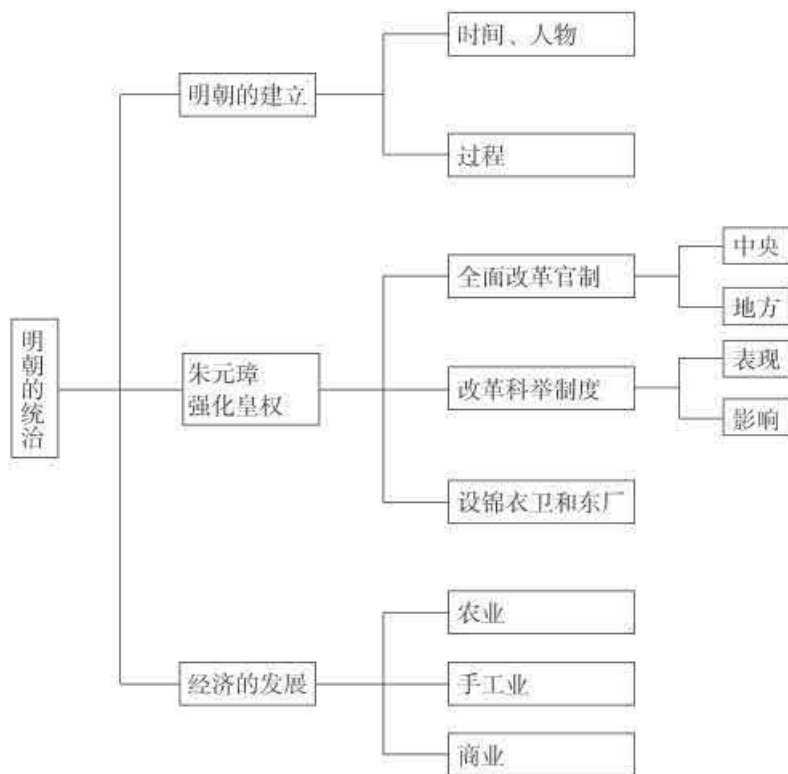 明朝的统治
明朝的建立
时间、人物
过程
朱元璋
强化皇权
全面改革官制
中央
地方
改革科举制度
表现
影响
设锦衣卫和东厂
经济的发展
农业
手工业
商业